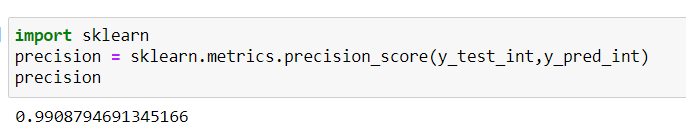 import sklearn
precision = sklearn.metrics.precision_score(y_test_int,y_pred_int)
precision
0.9908794691345166